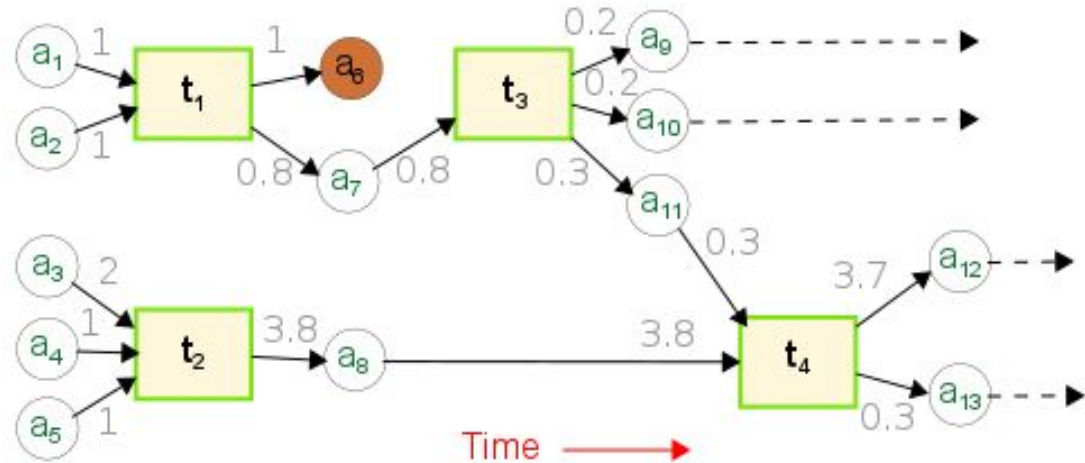 a₁ 1 t₁ 1 a₆
a₂ 1 0.8 a₇ 0.8
t₃ 0.2 a₉
0.2 a₁₀
0.3 a₁₁ 0.3
a₃ 2
a₄ 1 t₂ 3.8 a₈ 3.8 t₄
a₅ 1
3.7 a₁₂
0.3 a₁₃
Time